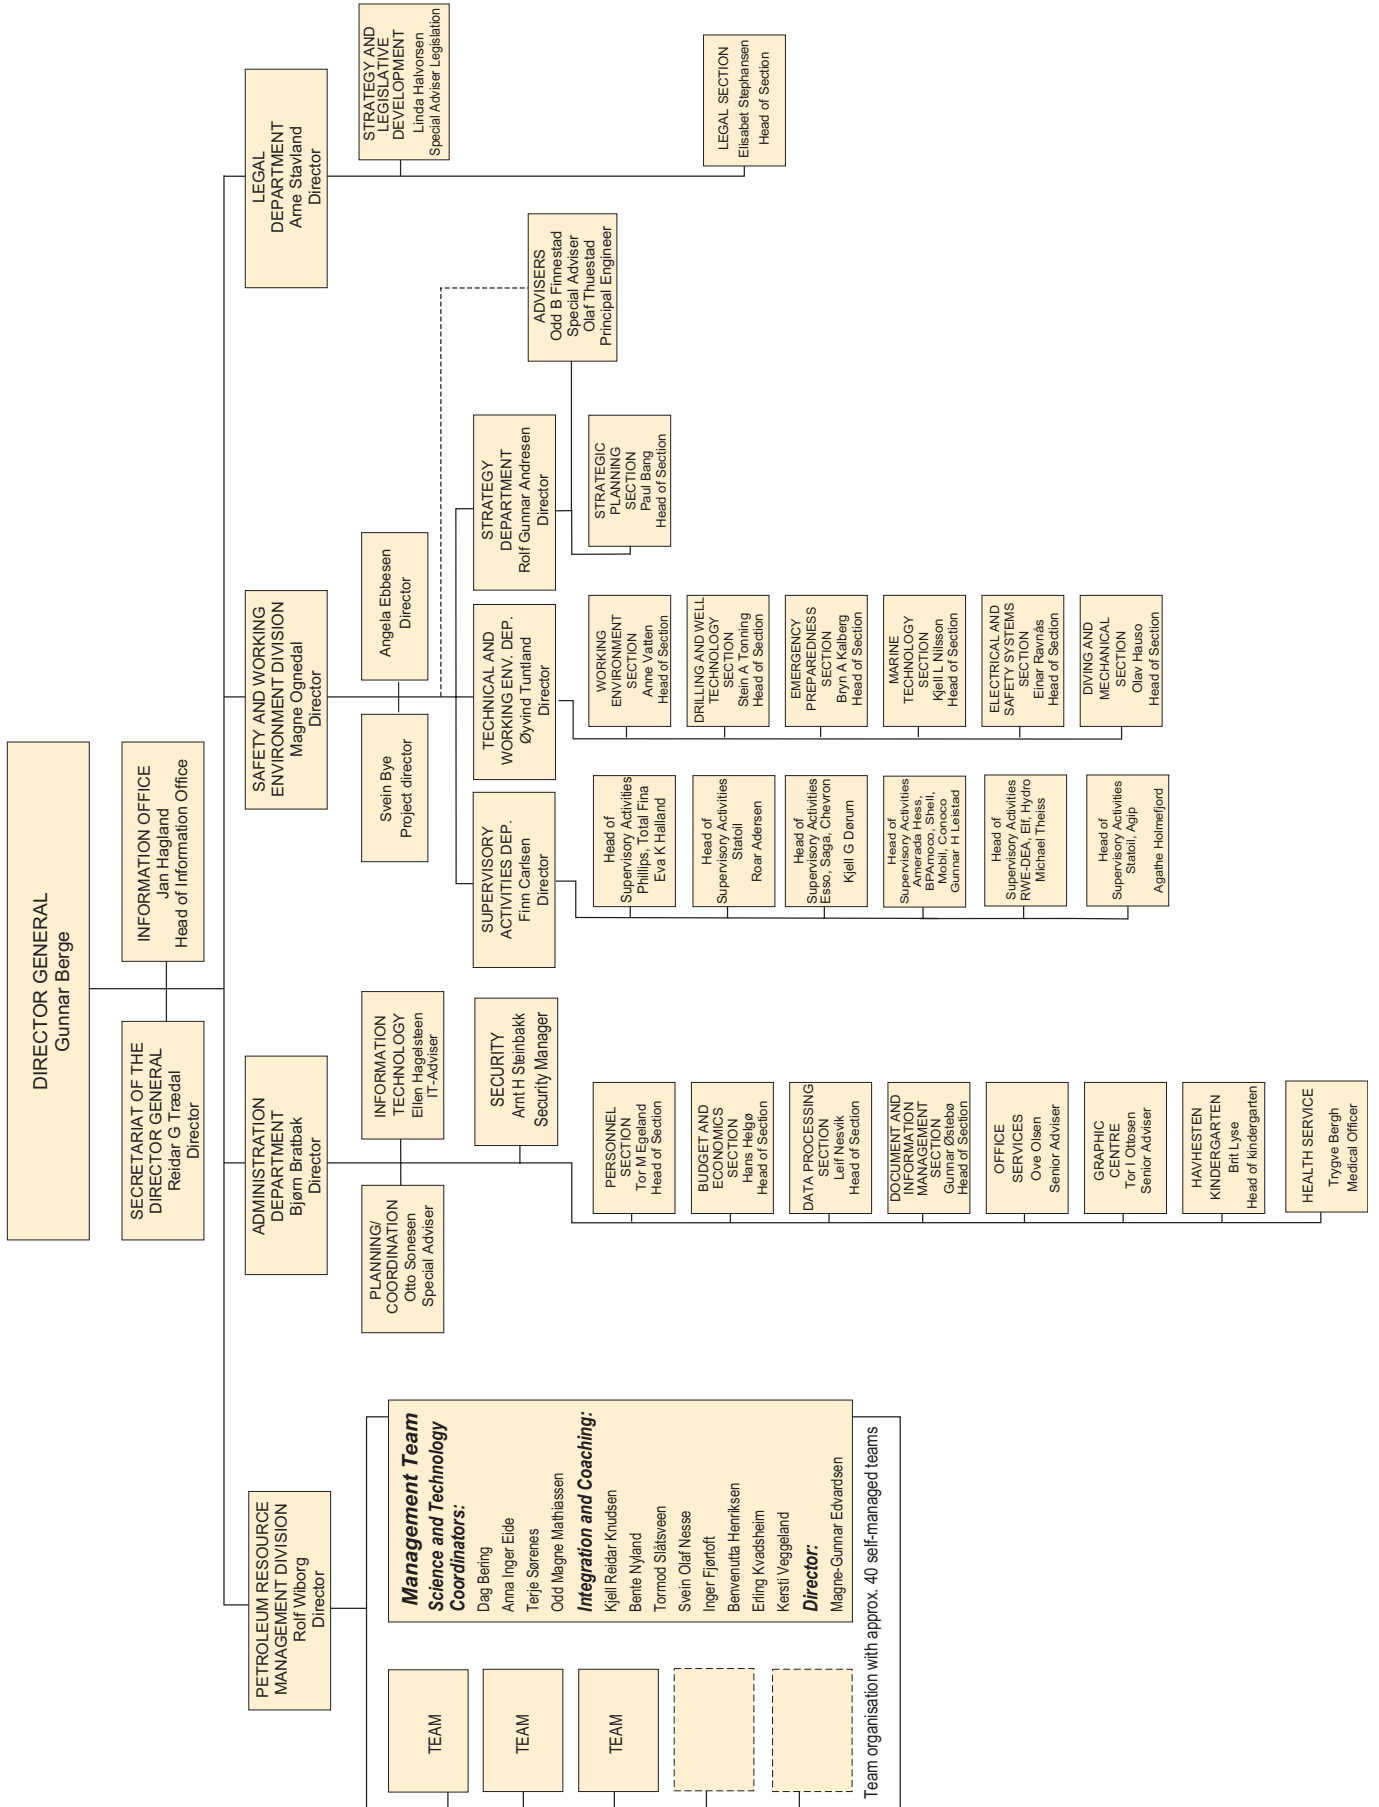 DIRECTOR GENERAL
Gunnar Berge
SECRETARIAT OF THE
DIRECTOR GENERAL
Reidar G Trædal
Director
INFORMATION OFFICE
Jan Hagland
Head of Information Office
PETROLEUM RESOURCE
MANAGEMENT DIVISION
Rolf Wiborg
Director
TEAM
TEAM
TEAM
Management Team
Science and Technology
Coordinators:
Dag Bering
Anna Inger Eide
Terje Sørenes
Odd Magne Mathiassen
Integration and Coaching:
Kjell Reidar Knudsen
Bente Nyland
Tormod Slåtsveen
Svein Olaf Nesse
Inger Fjørtoft
Benvenutta Henriksen
Erling Kvadsheim
Kersti Veggeland
Director:
Magne-Gunnar Edvardsen
Team organisation with approx. 40 self-managed teams
ADMINISTRATION
DEPARTMENT
Bjørn Bratbak
Director
PLANNING/
COORDINATION
Otto Sonesen
Special Adviser
INFORMATION
TECHNOLOGY
Ellen Hagelsteen
IT-Adviser
SECURITY
Arnt H Steinbakk
Security Manager
PERSONNEL
SECTION
Tor M Egeland
Head of Section
BUDGET AND
ECONOMICS
SECTION
Hans Helgø
Head of Section
DATA PROCESSING
SECTION
Leif Nesvik
Head of Section
DOCUMENT AND
INFORMATION
MANAGEMENT
SECTION
Gunnar Østebø
Head of Section
OFFICE
SERVICES
Ove Olsen
Senior Adviser
GRAPHIC
CENTRE
Tor I Ottosen
Senior Adviser
HAVHESTEN
KINDERGARTEN
Brit Lyse
Head of kindergarten
HEALTH SERVICE
Trygve Bergh
Medical Officer
SAFETY AND WORKING
ENVIRONMENT DIVISION
Magne Ognedal
Director
Svein Bye
Project director
Angela Ebbesen
Director
SUPERVISORY
ACTIVITIES DEP.
Finn Carlsen
Director
Head of
Supervisory Activities
Phillips, Total Fina
Eva K Halland
Head of
Supervisory Activities
Statoil
Roar Adersen
Head of
Supervisory Activities
Esso, Saga, Chevron
Kjell G Dørum
Head of
Supervisory Activities
Amerada Hess,
BPAmoco, Shell,
Mobil, Conoco
Gunnar H Leistad
Head of
Supervisory Activities
RWE-DEA, Elf, Hydro
Michael Theiss
Head of
Supervisory Activities
Statoil, Agip
Agathe Holmefjord
TECHNICAL AND
WORKING ENV. DEP.
Øyvind Tuntland
Director
WORKING
ENVIRONMENT
SECTION
Anne Vatten
Head of Section
DRILLING AND WELL
TECHNOLOGY
SECTION
Stein A Tonning
Head of Section
EMERGENCY
PREPAREDNESS
SECTION
Bryn A Kalberg
Head of Section
MARINE
TECHNOLOGY
SECTION
Kjell L Nilsson
Head of Section
ELECTRICAL AND
SAFETY SYSTEMS
SECTION
Einar Ravnås
Head of Section
DIVING AND
MECHANICAL
SECTION
Olav Hauso
Head of Section
STRATEGY
DEPARTMENT
Rolf Gunnar Andresen
Director
STRATEGIC
PLANNING
SECTION
Paul Bang
Head of Section
ADVISERS
Odd B Finnestad
Special Adviser
Olaf Thuestad
Principal Engineer
LEGAL
DEPARTMENT
Arne Stavland
Director
STRATEGY AND
LEGISLATIVE
DEVELOPMENT
Linda Halvorsen
Special Adviser Legislation
LEGAL SECTION
Elisabet Stephansen
Head of Section